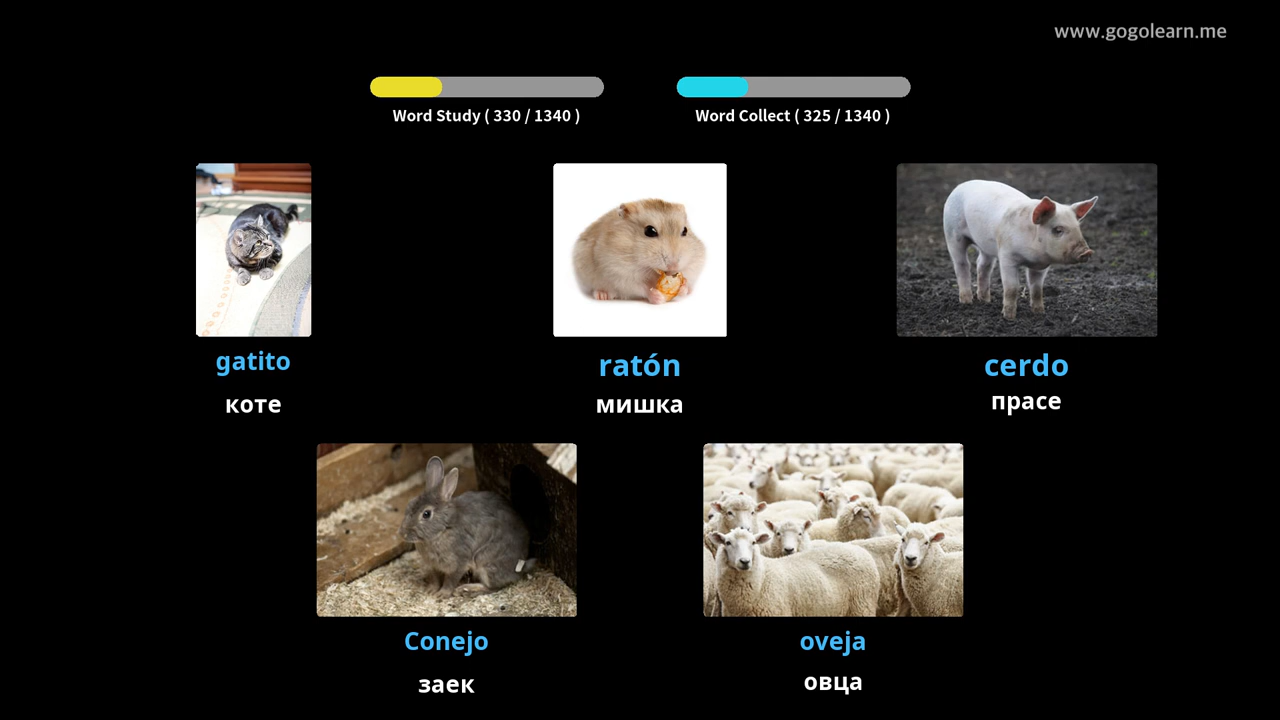 www.gogolearn.me
Word Study ( 330 / 1340 )
Word Collect ( 325 / 1340 )
gatito
ratón
cerdo
коте
мишка
прасе
Conejo
oveja
заек
овца